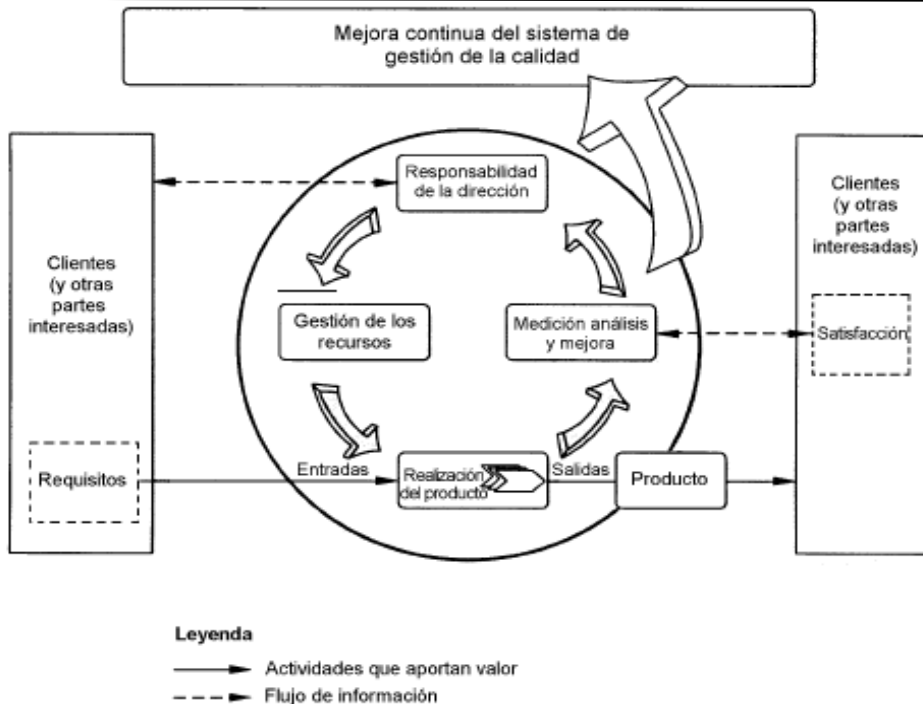 Mejora continua del sistema de
gestión de la calidad
Responsabilidad
de la dirección
Clientes
(y otras
partes
interesadas)
Clientes
(y otras
partes
interesadas)
Gestión de los
recursos
Medición análisis
y mejora
Satisfacción
Requisitos
Entradas
Realización
del producto
Salidas
Producto
Leyenda
Actividades que aportan valor
Flujo de información